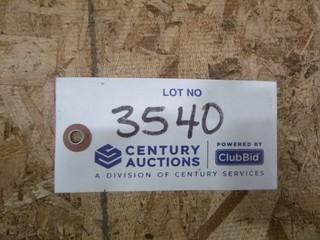 LOT NO
3540
CENTURY AUCTIONS
POWERED BY
ClubBid
A DIVISION OF CENTURY SERVICES